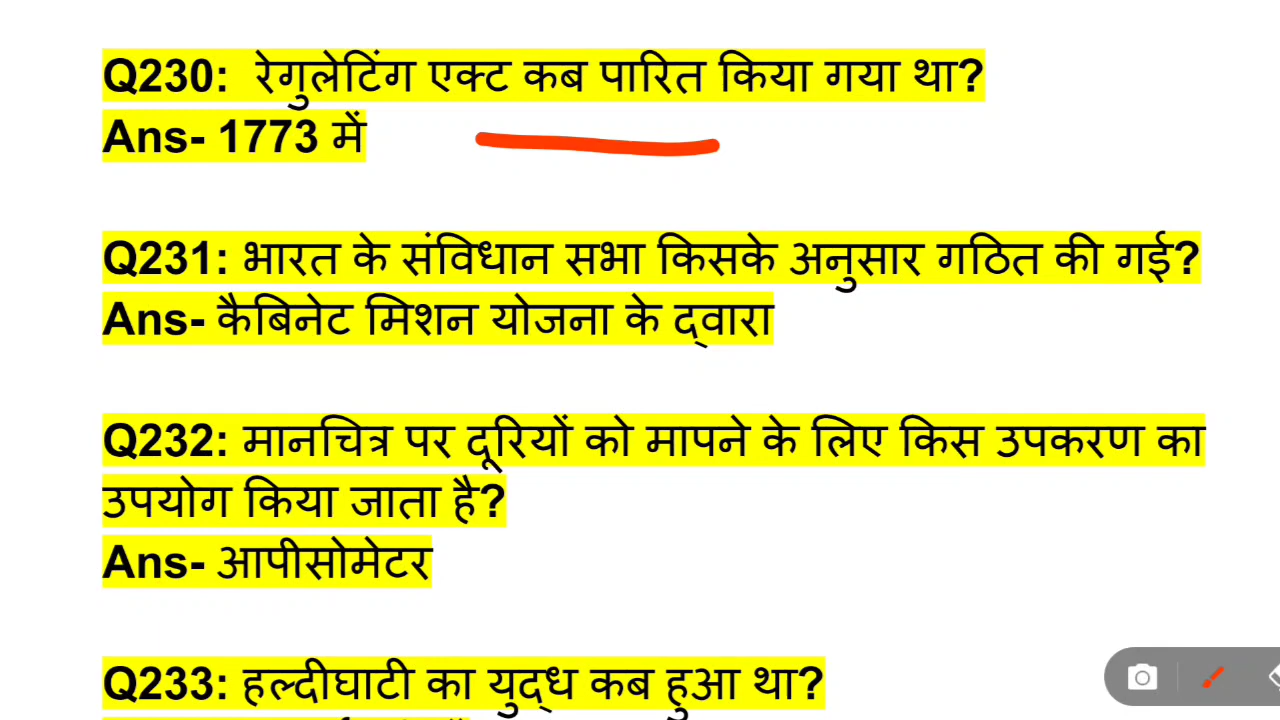 Q230: रेगुलेटिंग एक्ट कब पारित किया गया था?
Ans- 1773 में
Q231: भारत के संविधान सभा किसके अनुसार गठित की गई?
Ans- कैबिनेट मिशन योजना के द्वारा
Q232: मानचित्र पर दूरियों को मापने के लिए किस उपकरण का
उपयोग किया जाता है?
Ans- आपीसोमेटर
Q233: हल्दीघाटी का युद्ध कब हुआ था?